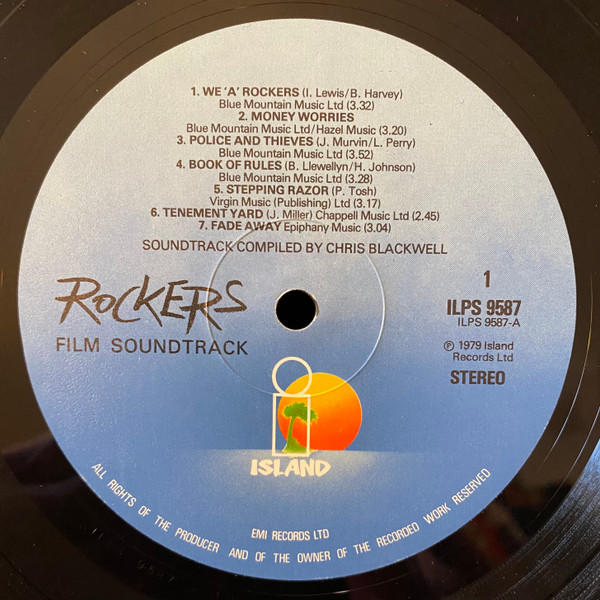 1. WE 'A' ROCKERS (I. Lewis/B. Harvey)
Blue Mountain Music Ltd (3.32)
2. MONEY WORRIES
Blue Mountain Music Ltd/Hazel Music (3.20)
3. POLICE AND THIEVES (J. Murvin/L. Perry)
Blue Mountain Music Ltd (3.52)
4. BOOK OF RULES (B. Llewellyn/H. Johnson)
Blue Mountain Music Ltd (3.28)
5. STEPPING RAZOR (P. Tosh)
Virgin Music (Publishing) Ltd (3.17)
6. TENEMENT YARD (J. Miller) Chappell Music Ltd (2.45)
7. FADE AWAY Epiphany Music (3.04)
SOUNDTRACK COMPILED BY CHRIS BLACKWELL
ROCKERS
FILM SOUNDTRACK
1
ILPS 9587
ILPS 9587-A
℗ 1979 Island
Records Ltd
STEREO
ISLAND
EMI RECORDS LTD
ALL RIGHTS OF THE PRODUCER AND OF THE OWNER OF THE RECORDED WORK RESERVED